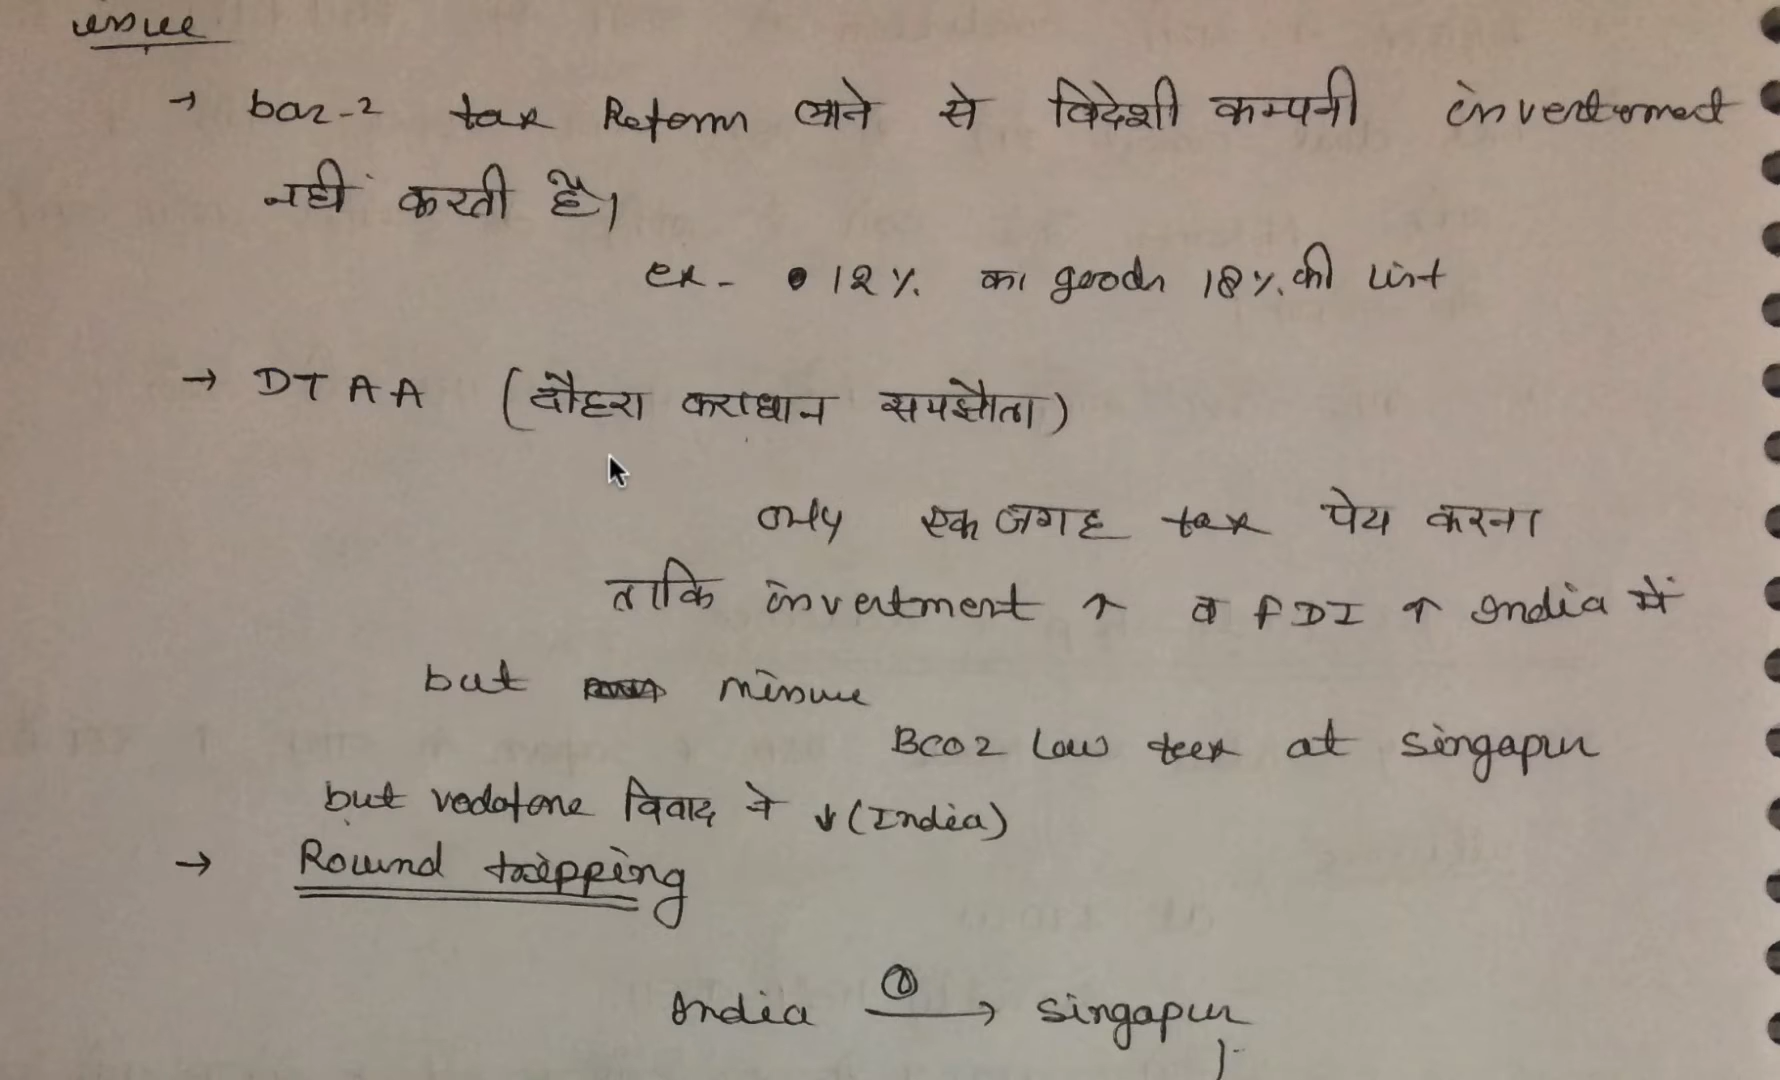 issue
→ bar-2 tax Reform लाने से विदेशी कम्पनी investment
नहीं करती है।
ex- 12% का goods 18% की list
→ DTAA (दौहरा कराधान समझौता)
only एक जगह tax पेय करना
ताकि investment ↑ व FDI ↑ India में
but misuse
BCOZ Low tax at singapur
but vodafone विवाद ने ↓ (India)
→ Round tripping
India ① → singapur